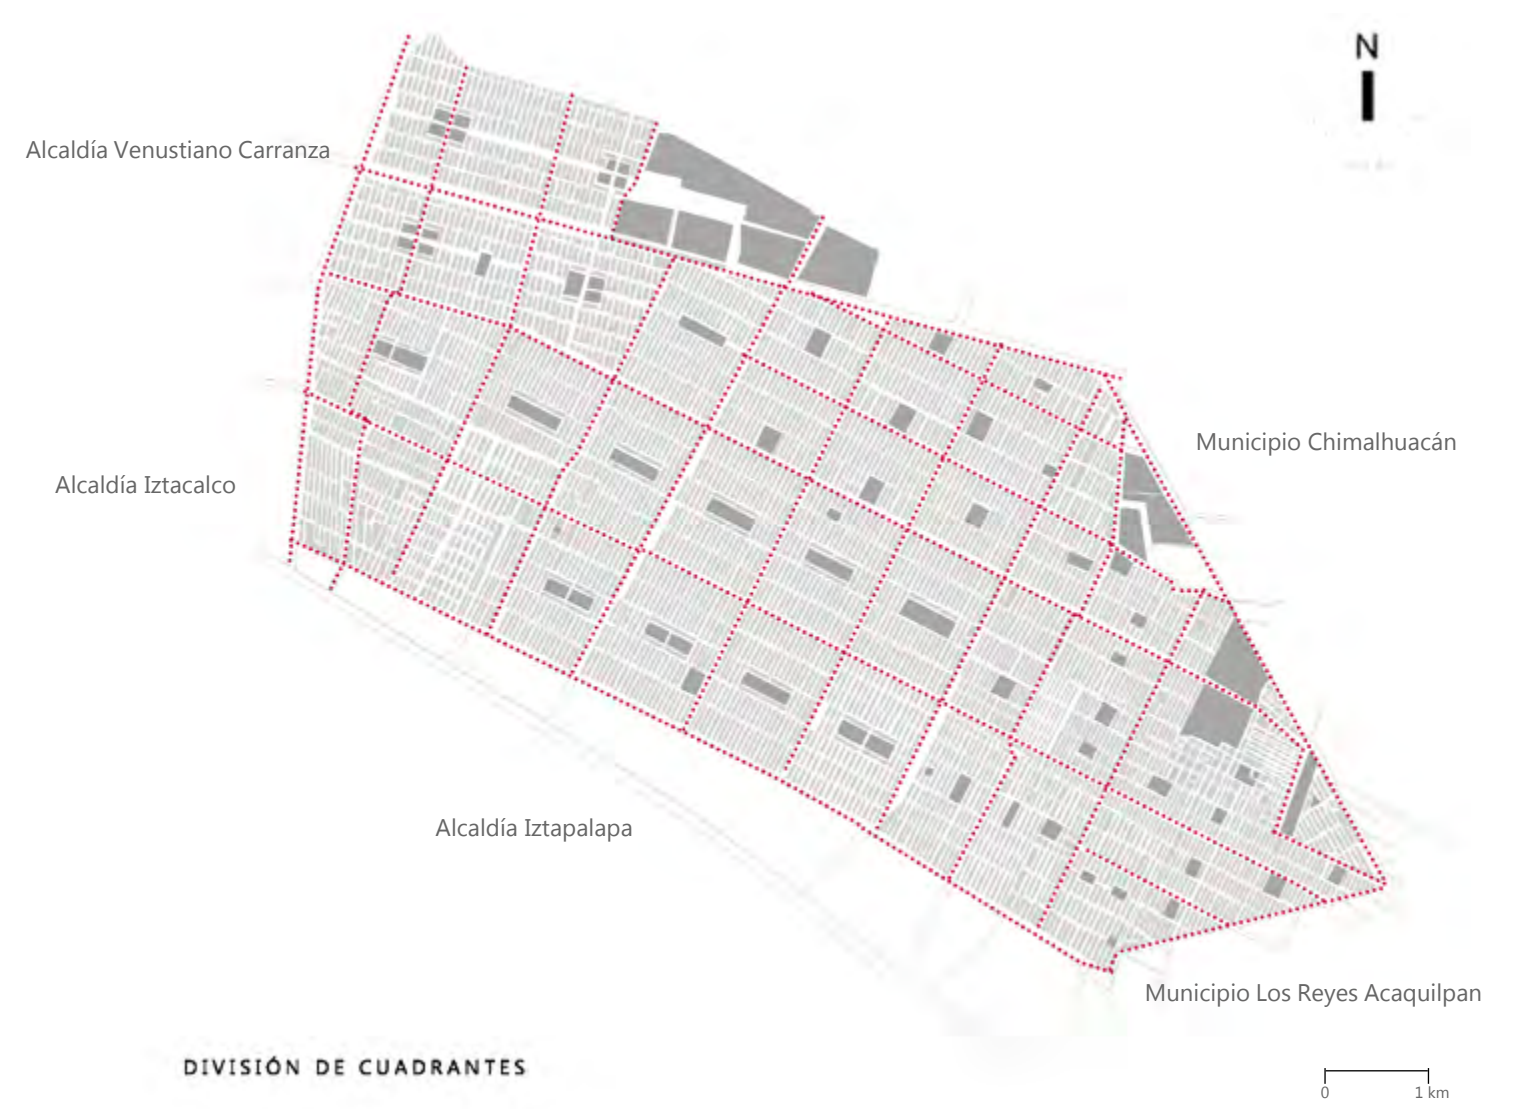 N
Alcaldía Venustiano Carranza
Municipio Chimalhuacán
Alcaldía Iztacalco
Alcaldía Iztapalapa
Municipio Los Reyes Acaquilpan
DIVISIÓN DE CUADRANTES
0 1 km